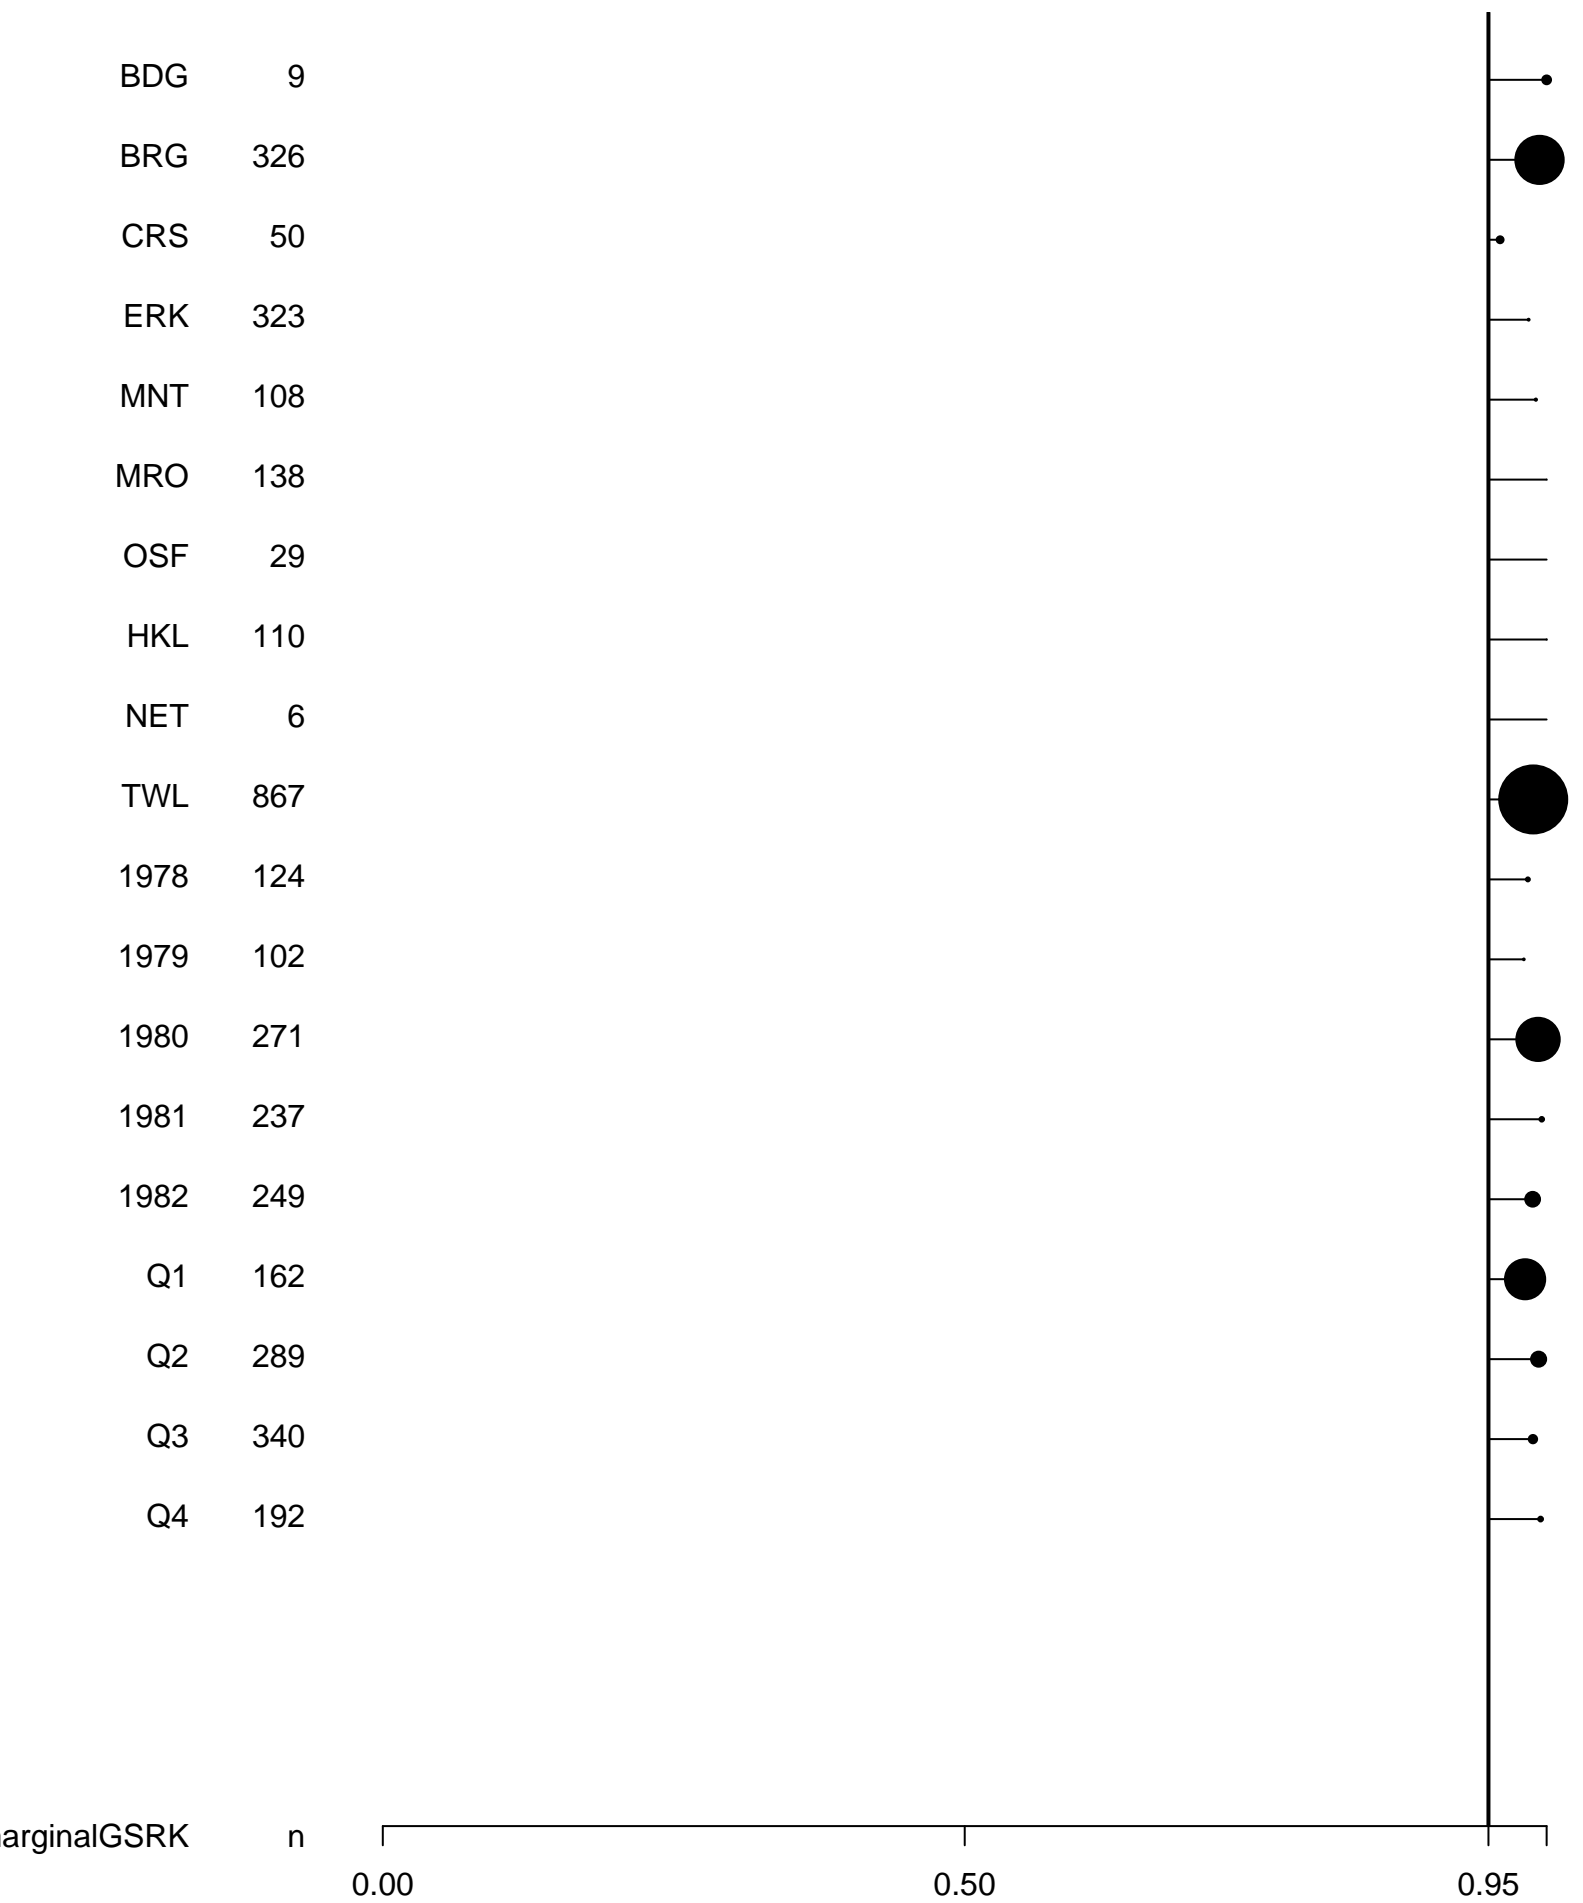 BDG 9
BRG 326
CRS 50
ERK 323
MNT 108
MRO 138
OSF 29
HKL 110
NET 6
TWL 867
1978 124
1979 102
1980 271
1981 237
1982 249
Q1 162
Q2 289
Q3 340
Q4 192
arginalGSRK n
0.00 0.50 0.95